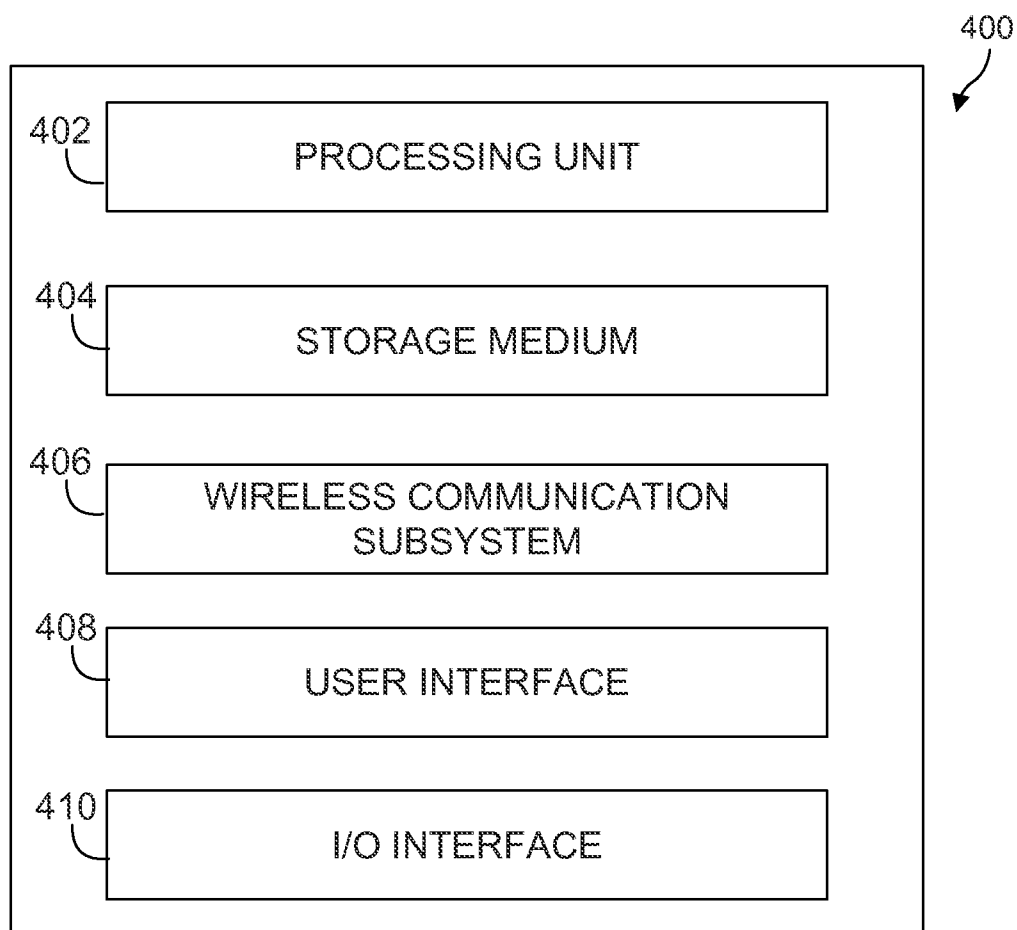 400
402
PROCESSING UNIT
404
STORAGE MEDIUM
406
WIRELESS COMMUNICATION
SUBSYSTEM
408
USER INTERFACE
410
I/O INTERFACE